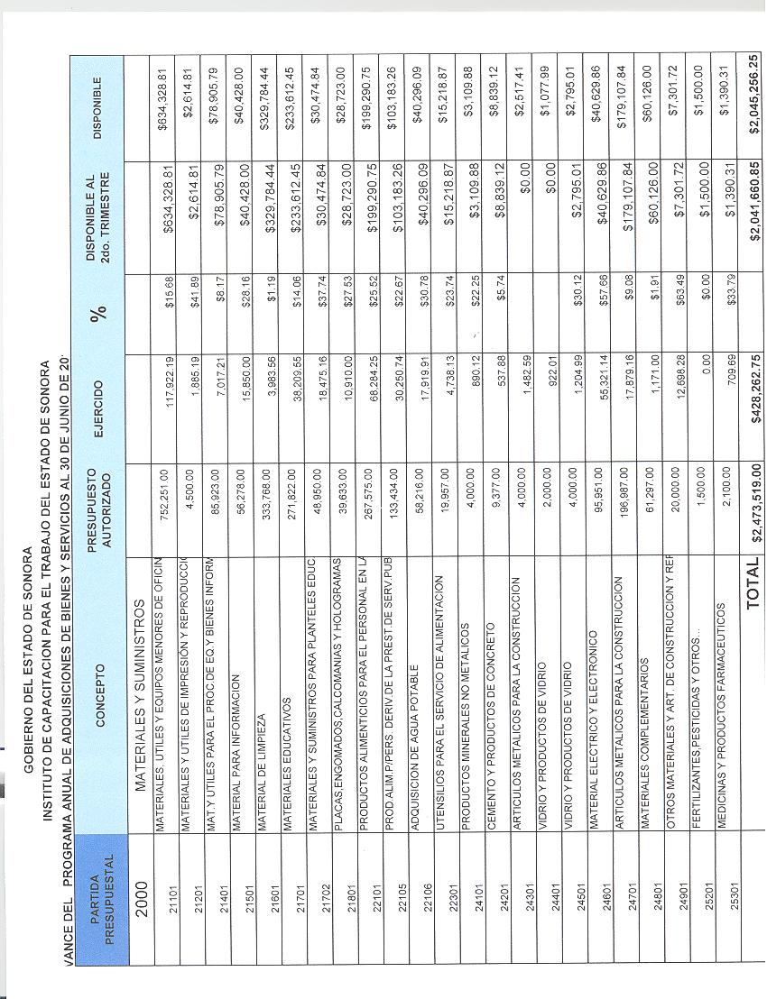 GOBIERNO DEL ESTADO DE SONORA
INSTITUTO DE CAPACITACION PARA EL TRABAJO DEL ESTADO DE SONORA
VANCE DEL PROGRAMA ANUAL DE ADQUISICIONES DE BIENES Y SERVICIOS AL 30 DE JUNIO DE 20
PARTIDA PRESUPUESTAL CONCEPTO PRESUPUESTO AUTORIZADO EJERCIDO % DISPONIBLE AL 2do. TRIMESTRE DISPONIBLE
2000 MATERIALES Y SUMINISTROS
21101 MATERIALES, UTILES Y EQUIPOS MENORES DE OFICIN 752,251.00 117,922.19 $15.68 $634,328.81 $634,328.81
21201 MATERIALES Y UTILES DE IMPRESIÓN Y REPRODUCCI 4,500.00 1,885.19 $41.89 $2,614.81 $2,614.81
21401 MAT.Y UTILES PARA EL PROC.DE EQ.Y BIENES INFORM 85,923.00 7,017.21 $8.17 $78,905.79 $78,905.79
21501 MATERIAL PARA INFORMACION 56,278.00 15,850.00 $28.16 $40,428.00 $40,428.00
21601 MATERIAL DE LIMPIEZA 333,768.00 3,983.56 $1.19 $329,784.44 $329,784.44
21701 MATERIALES EDUCATIVOS 271,822.00 38,209.55 $14.06 $233,612.45 $233,612.45
21702 MATERIALES Y SUMINISTROS PARA PLANTELES EDUC. 48,950.00 18,475.16 $37.74 $30,474.84 $30,474.84
21801 PLACAS,ENGOMADOS,CALCOMANIAS Y HOLOGRAMAS 39,633.00 10,910.00 $27.53 $28,723.00 $28,723.00
22101 PRODUCTOS ALIMENTICIOS PARA EL PERSONAL EN LA 267,575.00 68,284.25 $25.52 $199,290.75 $199,290.75
22105 PROD.ALIM.P/PERS. DERIV.DE LA PREST.DE SERV.PUB 133,434.00 30,250.74 $22.67 $103,183.26 $103,183.26
22106 ADQUISICION DE AGUA POTABLE 58,216.00 17,919.91 $30.78 $40,296.09 $40,296.09
22301 UTENSILIOS PARA EL SERVICIO DE ALIMENTACION 19,957.00 4,738.13 $23.74 $15,218.87 $15,218.87
24101 PRODUCTOS MINERALES NO METALICOS 4,000.00 890.12 $22.25 $3,109.88 $3,109.88
24201 CEMENTO Y PRODUCTOS DE CONCRETO 9,377.00 537.88 $5.74 $8,839.12 $8,839.12
24301 ARTICULOS METALICOS PARA LA CONSTRUCCION 4,000.00 1,482.59 $0.00 $2,517.41
24401 VIDRIO Y PRODUCTOS DE VIDRIO 2,000.00 922.01 $0.00 $1,077.99
24501 VIDRIO Y PRODUCTOS DE VIDRIO 4,000.00 1,204.99 $30.12 $2,795.01 $2,795.01
24601 MATERIAL ELECTRICO Y ELECTRONICO 95,951.00 55,321.14 $57.66 $40,629.86 $40,629.86
24701 ARTICULOS METALICOS PARA LA CONSTRUCCION 196,987.00 17,879.16 $9.08 $179,107.84 $179,107.84
24801 MATERIALES COMPLEMENTARIOS 61,297.00 1,171.00 $1.91 $60,126.00 $60,126.00
24901 OTROS MATERIALES Y ART. DE CONSTRUCCION Y REF 20,000.00 12,698.28 $63.49 $7,301.72 $7,301.72
25201 FERTILIZANTES,PESTICIDAS Y OTROS... 1,500.00 0.00 $0.00 $1,500.00 $1,500.00
25301 MEDICINAS Y PRODUCTOS FARMACEUTICOS 2,100.00 709.69 $33.79 $1,390.31 $1,390.31
TOTAL $2,473,519.00 $428,262.75 $2,041,660.85 $2,045,256.25